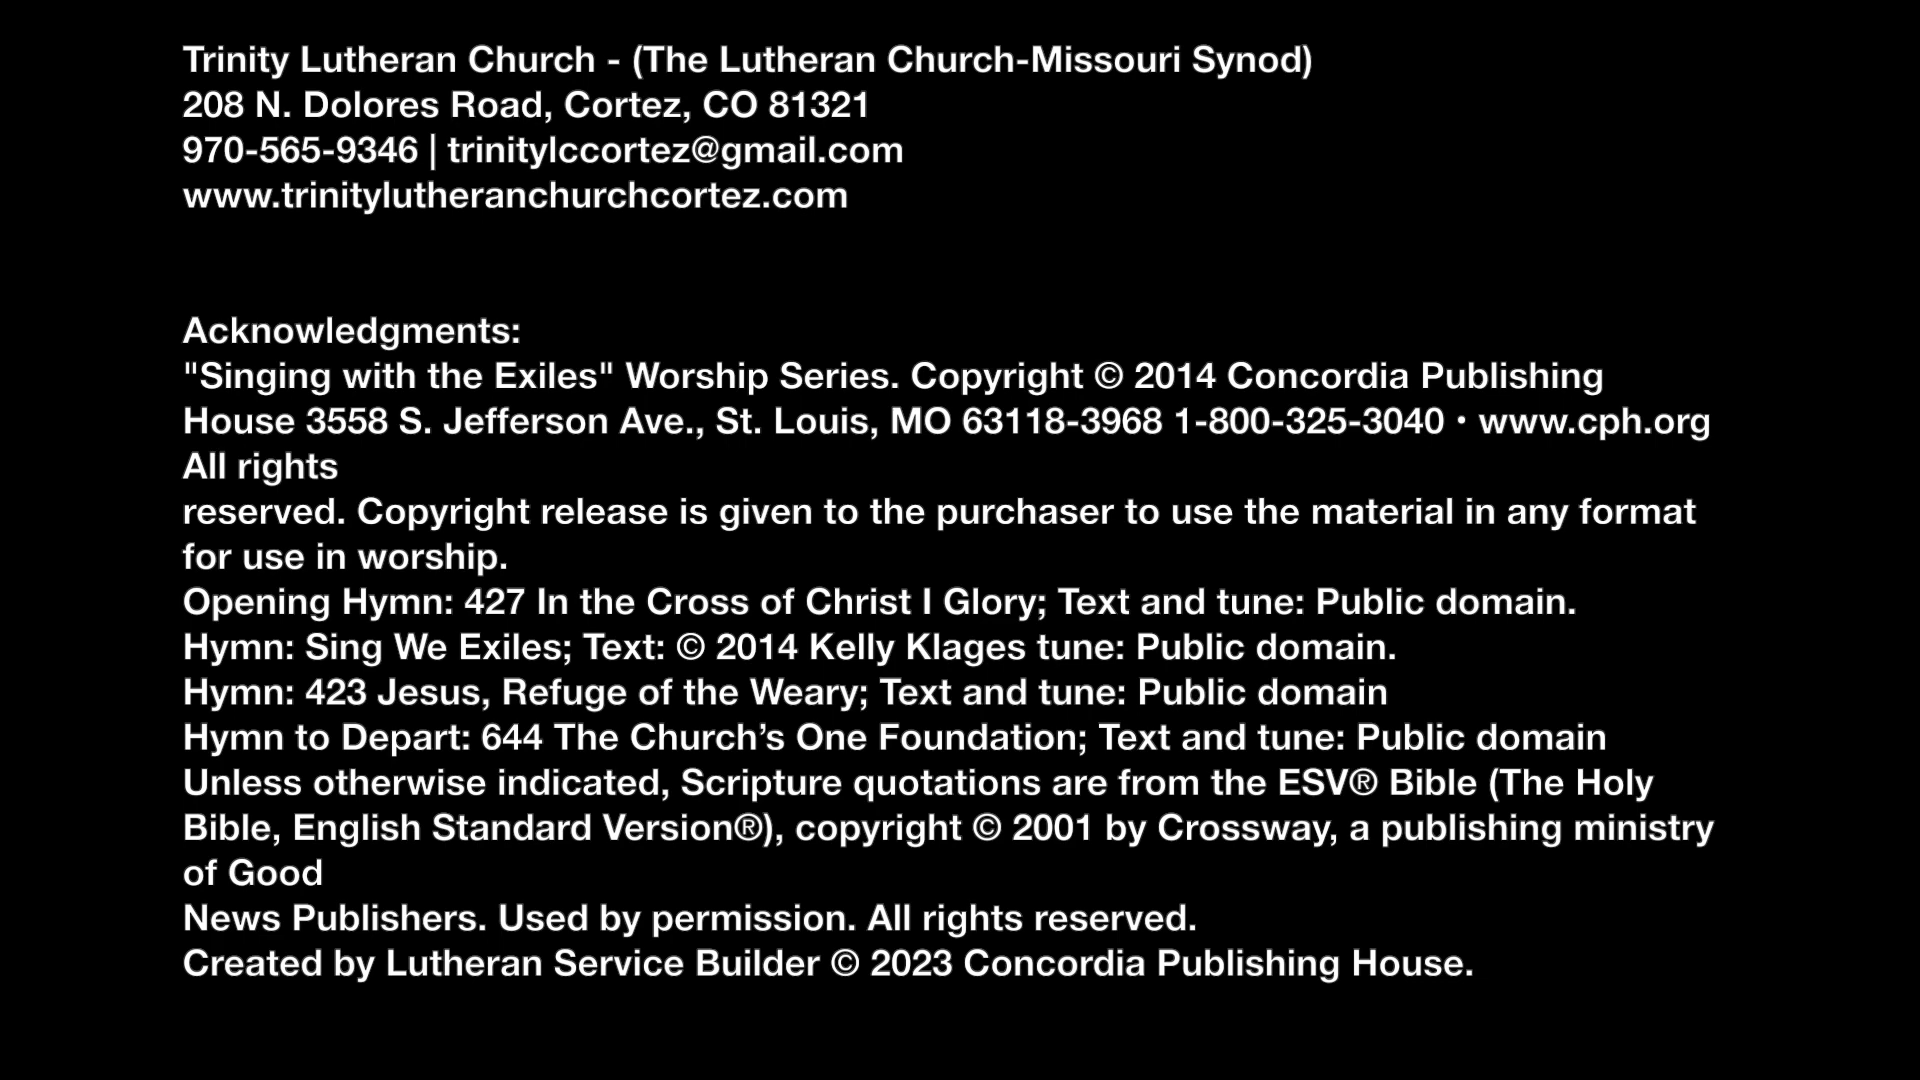 Trinity Lutheran Church - (The Lutheran Church-Missouri Synod)
208 N. Dolores Road, Cortez, CO 81321
970-565-9346 | trinitylccortez@gmail.com
www.trinitylutheranchurchcortez.com
Acknowledgments:
"Singing with the Exiles" Worship Series. Copyright © 2014 Concordia Publishing
House 3558 S. Jefferson Ave., St. Louis, MO 63118-3968 1-800-325-3040 • www.cph.org
All rights
reserved. Copyright release is given to the purchaser to use the material in any format
for use in worship.
Opening Hymn: 427 In the Cross of Christ I Glory; Text and tune: Public domain.
Hymn: Sing We Exiles; Text: © 2014 Kelly Klages tune: Public domain.
Hymn: 423 Jesus, Refuge of the Weary; Text and tune: Public domain
Hymn to Depart: 644 The Church’s One Foundation; Text and tune: Public domain
Unless otherwise indicated, Scripture quotations are from the ESV® Bible (The Holy
Bible, English Standard Version®), copyright © 2001 by Crossway, a publishing ministry
of Good
News Publishers. Used by permission. All rights reserved.
Created by Lutheran Service Builder © 2023 Concordia Publishing House.